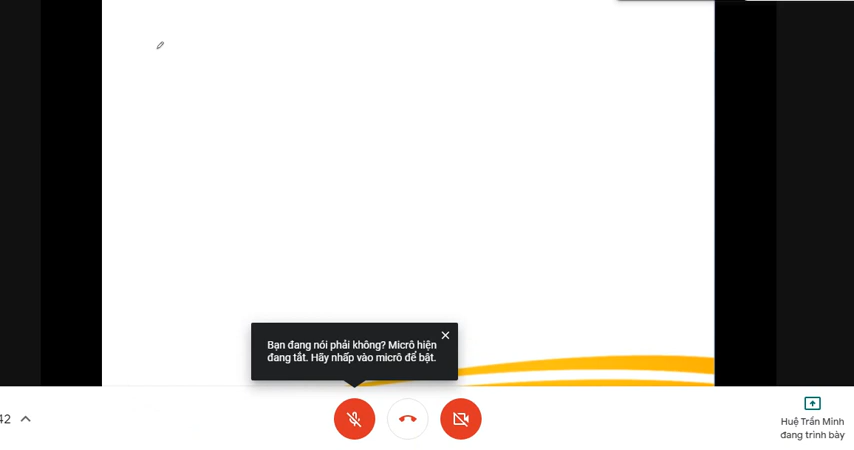 Bạn đang nói phải không? Micrô hiện
đang tắt. Hãy nhấp vào micrô để bật.
42
Huệ Trần Minh
đang trình bày